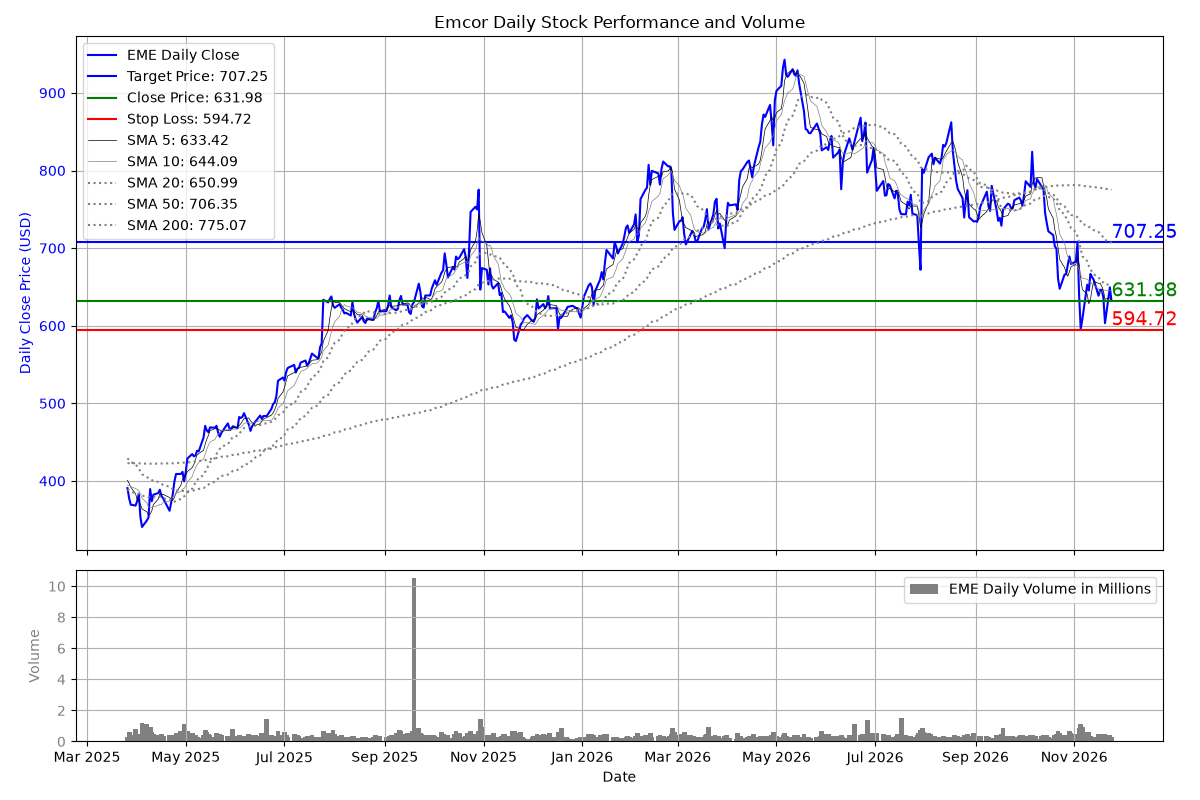 Emcor Daily Stock Performance and Volume
EME Daily Close
Target Price: 707.25
Close Price: 631.98
Stop Loss: 594.72
SMA 5: 633.42
SMA 10: 644.09
SMA 20: 650.99
SMA 50: 706.35
SMA 200: 775.07
Daily Close Price (USD)
900
800
700
600
500
400
707.25
631.98
594.72
EME Daily Volume in Millions
Volume
10
8
6
4
2
0
Mar 2025 May 2025 Jul 2025 Sep 2025 Nov 2025 Jan 2026 Mar 2026 May 2026 Jul 2026 Sep 2026 Nov 2026
Date